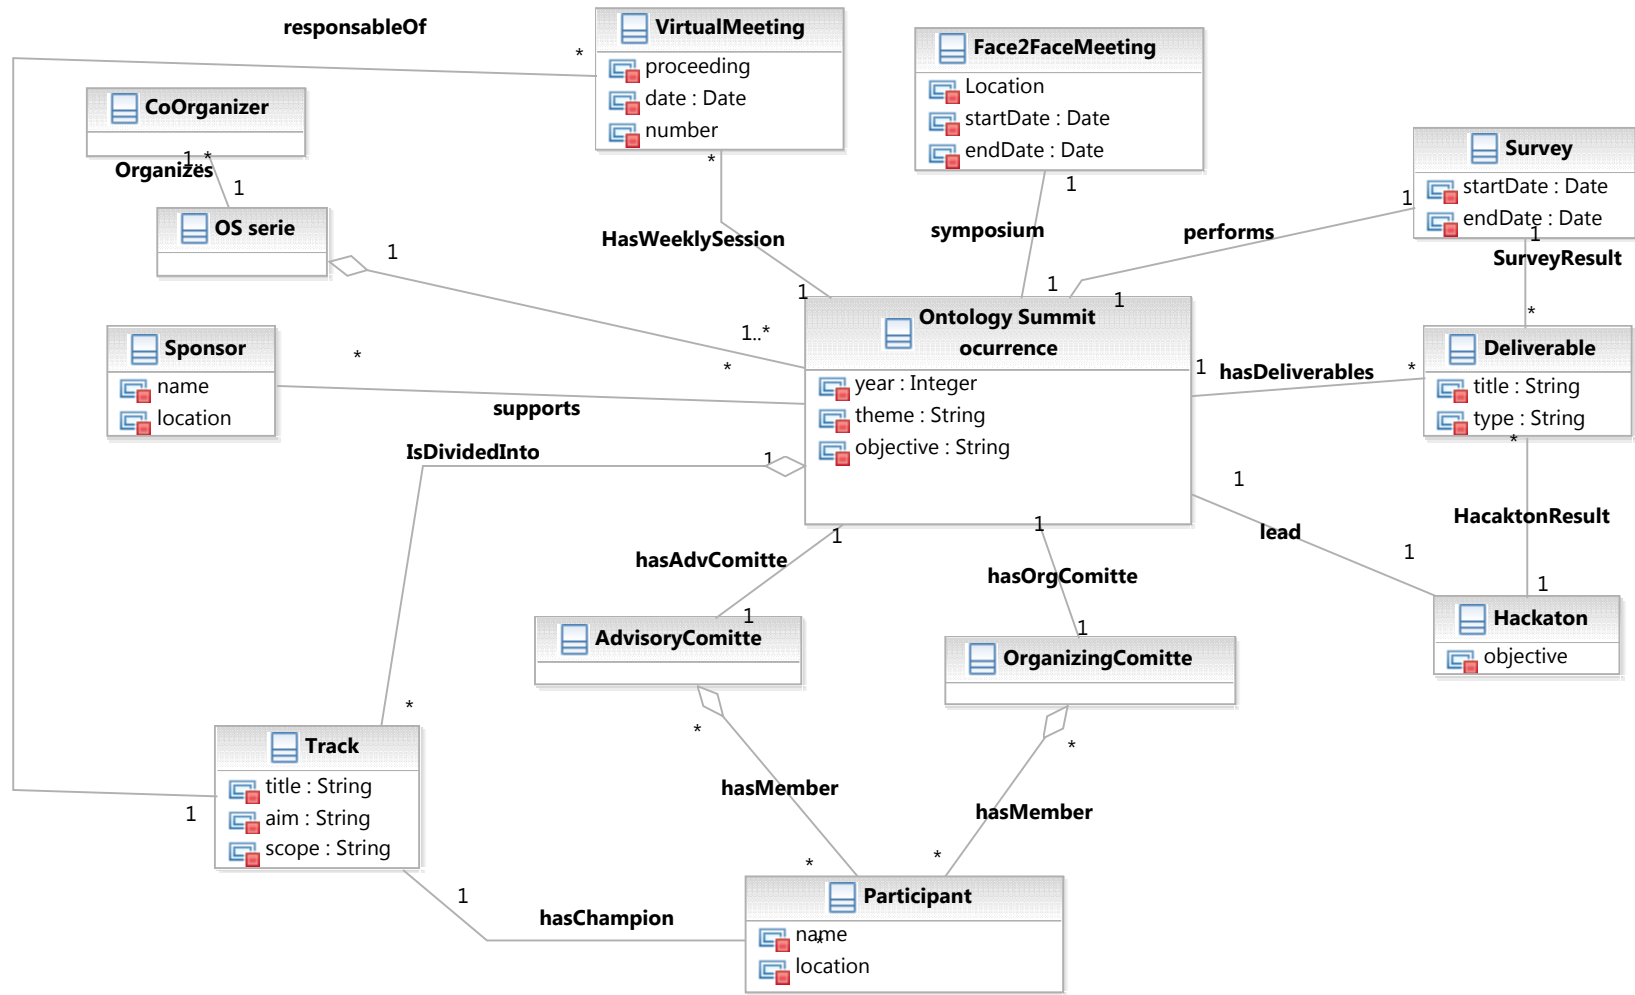 responsableOf
*
VirtualMeeting
proceeding
date : Date
number
*
Face2FaceMeeting
Location
startDate : Date
endDate : Date
1
CoOrganizer
1..*
Organizes
1
OS serie
1
Survey
startDate : Date
endDate : Date
1
1
SurveyResult
*
HasWeeklySession
symposium
performs
1
1
1
Ontology Summit
ocurrence
year : Integer
theme : String
objective : String
1..*
Sponsor
name
location
*
*
supports
1
hasDeliverables
*
Deliverable
title : String
type : String
*
IsDividedInto
1
1
lead
HacaktonResult
1
1
1
hasAdvComitte
1
hasOrgComitte
1
AdvisoryComitte
1
OrganizingComitte
Hackaton
objective
*
*
*
Track
title : String
aim : String
scope : String
1
hasMember
hasMember
*
*
1
hasChampion
Participant
name
*
location